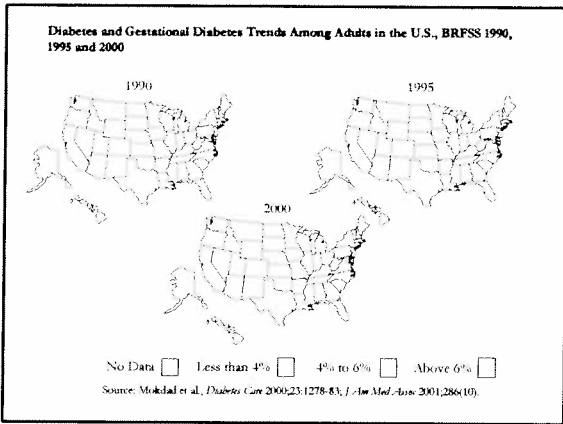 Diabetes and Gestational Diabetes Trends Among Adults in the U.S., BRFSS 1990,
1995 and 2000
1990
1995
2000
No Data
Less than 4%
4% to 6%
Above 6%
Source: Mokdad et al., Diabetes Care 2000;23:1278-83; J Am Med Assoc 2001;286(10).